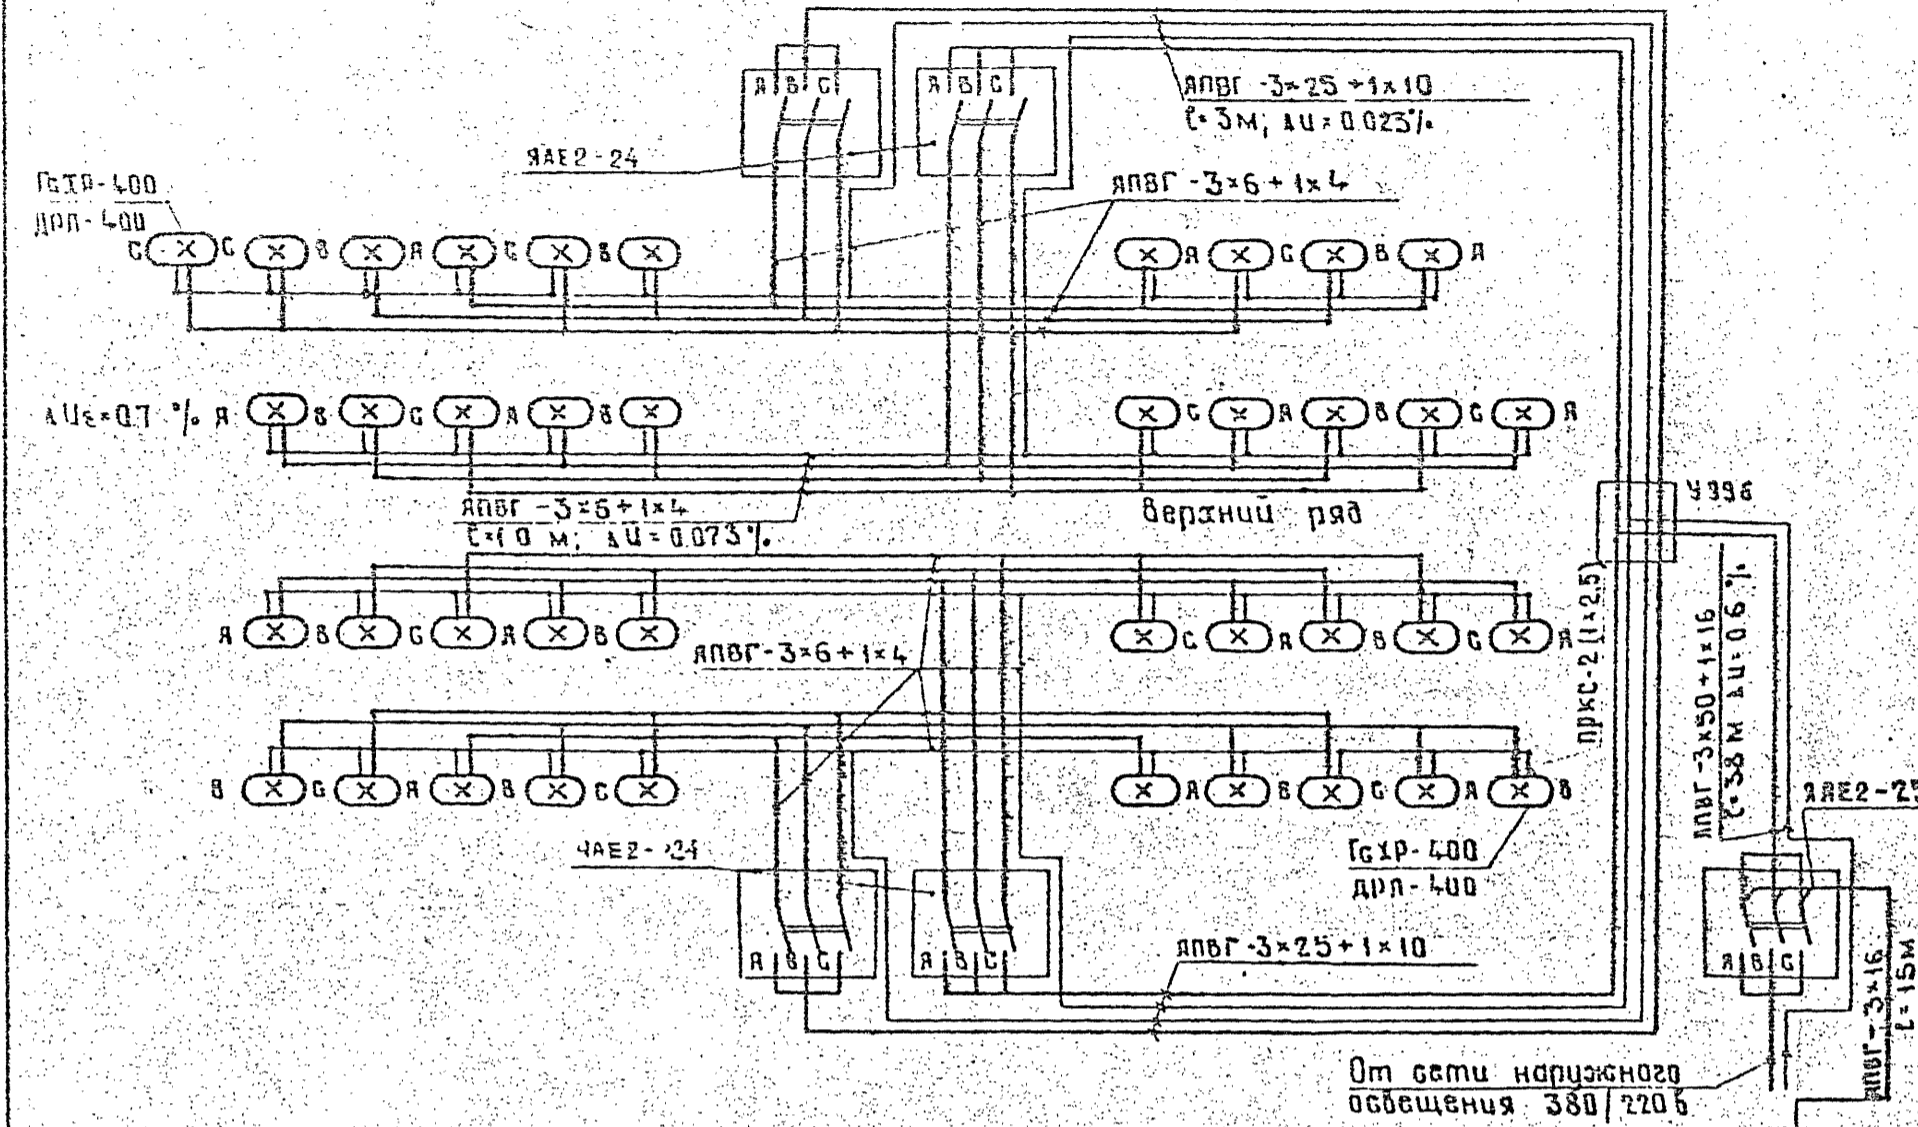 А В С
А В С
АПВГ-3×25+1×10
ℓ=3м; ΔU=0.023%
ЯАЕ2-24
АПВГ-3×6+1×4
-400
ДРЛ-400
С С В А С В А С В А
ΔUΣ=0.7 % А В С А В С А В С А
АПВГ-3×6+1×4
ℓ=10 м; ΔU=0.073%
Верхний ряд
У996
А В С А В С А В С А
АПВГ-3×6+1×4
ПРКС-2(1×2,5)
АПВГ-3×50+1×16
ℓ=38 м ΔU=0.6 %
В С А В С А В С А В
ЯАЕ2-25
ЯАЕ2-24
-400
ДРЛ-400
А В С
А В С
АПВГ-3×25+1×10
А В С
АПВГ-3×16
ℓ=15м
От сети наружного
освещения 380/220 в